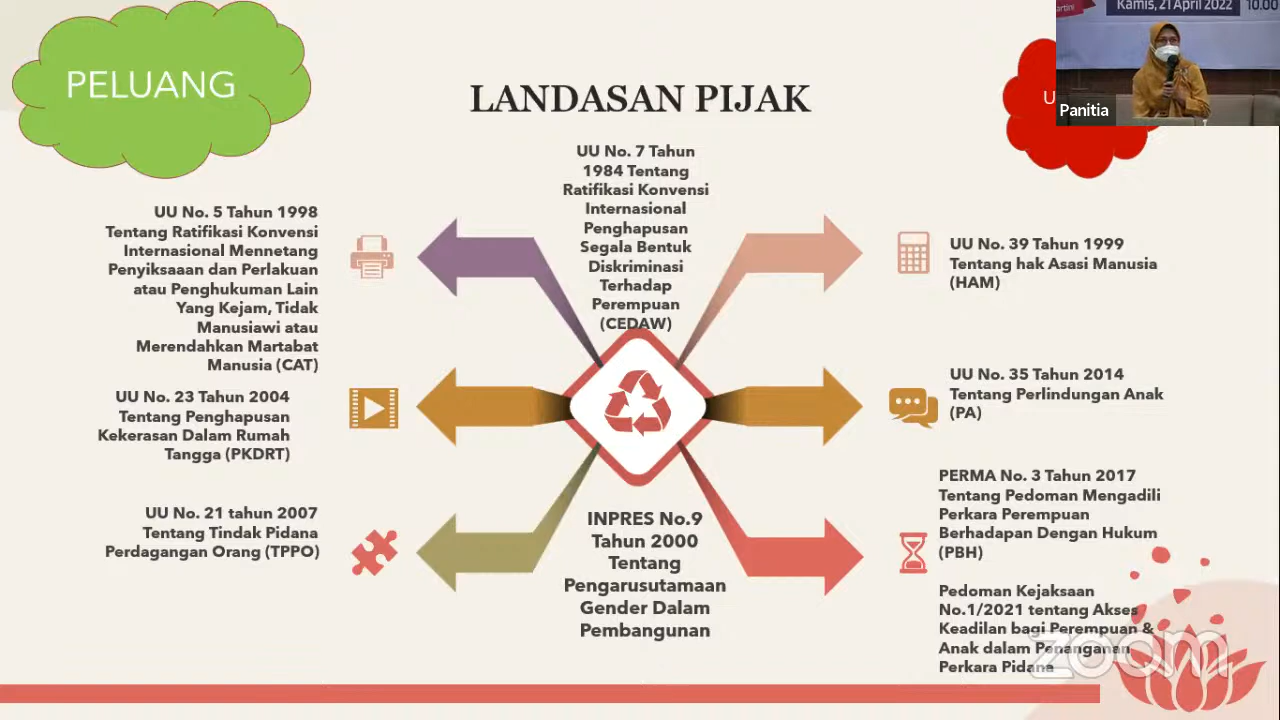 PELUANG
LANDASAN PIJAK
Kamis, 21 April 2022
10.00
Panitia
UU No. 7 Tahun
1984 Tentang
Ratifikasi Konvensi
Internasional
Penghapusan
Segala Bentuk
Diskriminasi
Terhadap
Perempuan
(CEDAW)
UU No. 5 Tahun 1998
Tentang Ratifikasi Konvensi
Internasional Mennetang
Penyiksaaan dan Perlakuan
atau Penghukuman Lain
Yang Kejam, Tidak
Manusiawi atau
Merendahkan Martabat
Manusia (CAT)
UU No. 23 Tahun 2004
Tentang Penghapusan
Kekerasan Dalam Rumah
Tangga (PKDRT)
UU No. 21 tahun 2007
Tentang Tindak Pidana
Perdagangan Orang (TPPO)
INPRES No.9
Tahun 2000
Tentang
Pengarusutamaan
Gender Dalam
Pembangunan
UU No. 39 Tahun 1999
Tentang hak Asasi Manusia
(HAM)
UU No. 35 Tahun 2014
Tentang Perlindungan Anak
(PA)
PERMA No. 3 Tahun 2017
Tentang Pedoman Mengadili
Perkara Perempuan
Berhadapan Dengan Hukum
(PBH)
Pedoman Kejaksaan
No.1/2021 tentang Akses
Keadilan bagi Perempuan &
Anak dalam Penanganan
Perkara Pidana
zoom